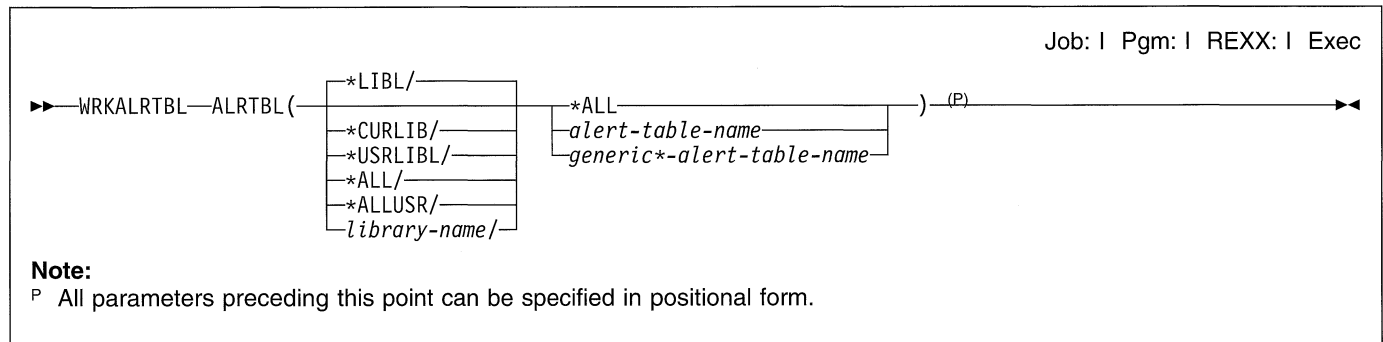 Job: I Pgm: I REXX: I Exec
*LIBL/
WRKALRTBL ALRTBL( *ALL ) (P)
*CURLIB/ alert-table-name
*USRLIBL/ generic*-alert-table-name
*ALL/
*ALLUSR/
library-name/
Note:
P All parameters preceding this point can be specified in positional form.